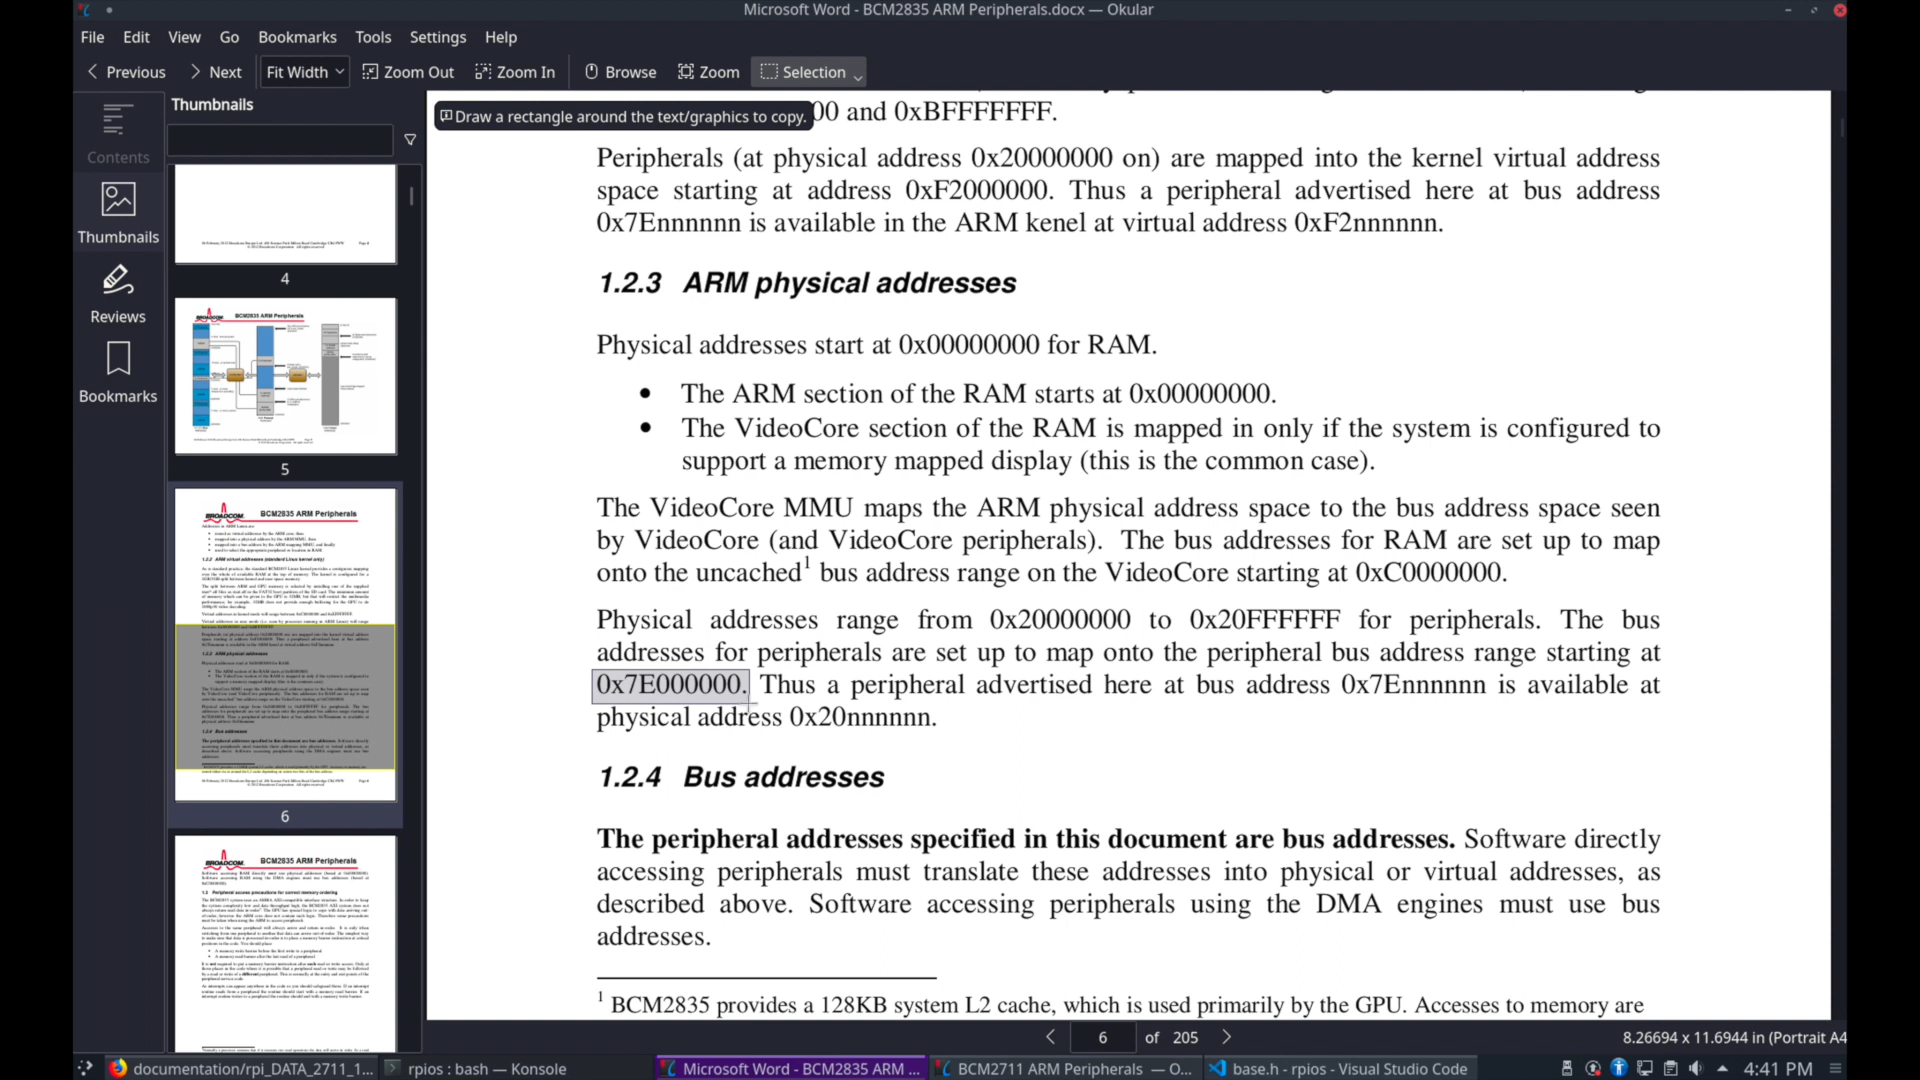 Microsoft Word - BCM2835 ARM Peripherals.docx — Okular
File Edit View Go Bookmarks Tools Settings Help
Previous Next Fit Width Zoom Out Zoom In Browse Zoom Selection
Contents
Thumbnails
Reviews
Bookmarks
Thumbnails
4
BROADCOM. BCM2835 ARM Peripherals
5
BROADCOM. BCM2835 ARM Peripherals
6
BROADCOM. BCM2835 ARM Peripherals
Draw a rectangle around the text/graphics to copy.
00 and 0xBFFFFFFF.
Peripherals (at physical address 0x20000000 on) are mapped into the kernel virtual address
space starting at address 0xF2000000. Thus a peripheral advertised here at bus address
0x7Ennnnnn is available in the ARM kenel at virtual address 0xF2nnnnnn.
1.2.3 ARM physical addresses
Physical addresses start at 0x00000000 for RAM.
• The ARM section of the RAM starts at 0x00000000.
• The VideoCore section of the RAM is mapped in only if the system is configured to
support a memory mapped display (this is the common case).
The VideoCore MMU maps the ARM physical address space to the bus address space seen
by VideoCore (and VideoCore peripherals). The bus addresses for RAM are set up to map
onto the uncached1 bus address range on the VideoCore starting at 0xC0000000.
Physical addresses range from 0x20000000 to 0x20FFFFFF for peripherals. The bus
addresses for peripherals are set up to map onto the peripheral bus address range starting at
0x7E000000. Thus a peripheral advertised here at bus address 0x7Ennnnnn is available at
physical address 0x20nnnnnn.
1.2.4 Bus addresses
The peripheral addresses specified in this document are bus addresses. Software directly
accessing peripherals must translate these addresses into physical or virtual addresses, as
described above. Software accessing peripherals using the DMA engines must use bus
addresses.
1 BCM2835 provides a 128KB system L2 cache, which is used primarily by the GPU. Accesses to memory are
6 of 205
8.26694 x 11.6944 in (Portrait A4
documentation/rpi_DATA_2711_1... rpios : bash — Konsole Microsoft Word - BCM2835 ARM ... BCM2711 ARM Peripherals — O... base.h - rpios - Visual Studio Code 4:41 PM